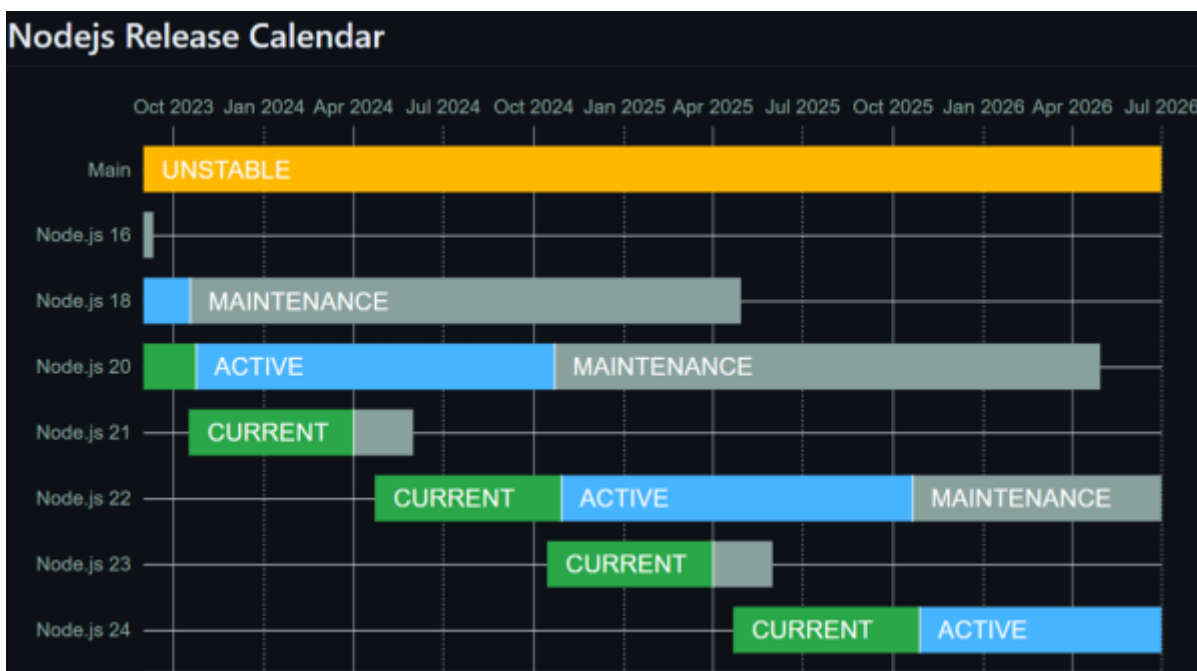 Nodejs Release Calendar
Oct 2023 Jan 2024 Apr 2024 Jul 2024 Oct 2024 Jan 2025 Apr 2025 Jul 2025 Oct 2025 Jan 2026 Apr 2026 Jul 2026
Main UNSTABLE
Node.js 16
Node.js 18 MAINTENANCE
Node.js 20 ACTIVE MAINTENANCE
Node.js 21 CURRENT
Node.js 22 CURRENT ACTIVE MAINTENANCE
Node.js 23 CURRENT
Node.js 24 CURRENT ACTIVE